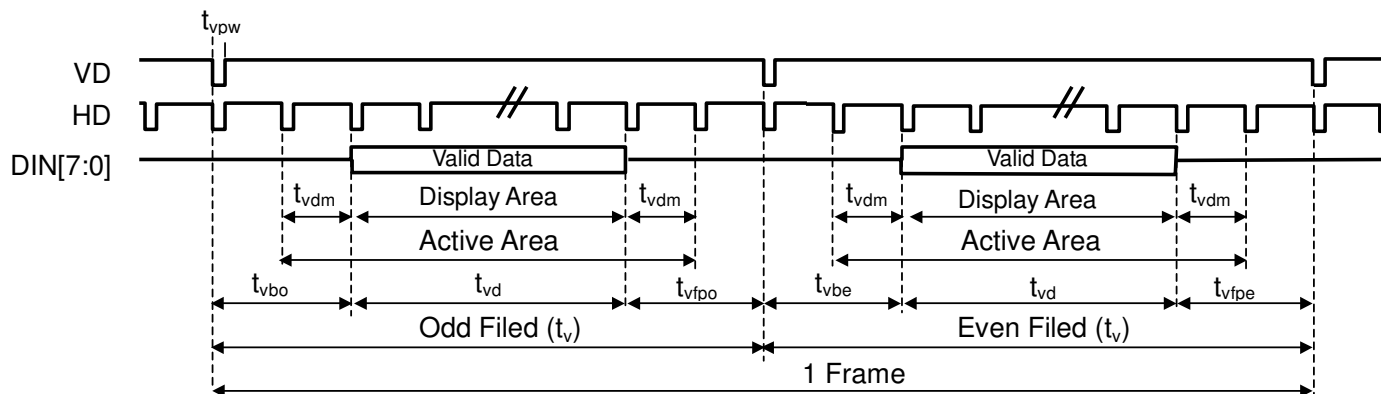 tvpw
VD
HD
DIN[7:0]
Valid Data
Valid Data
tvdm
Display Area
tvdm
tvdm
Display Area
tvdm
Active Area
Active Area
tvbo
tvd
tvfpo
tvbe
tvd
tvfpe
Odd Filed (tv)
Even Filed (tv)
1 Frame